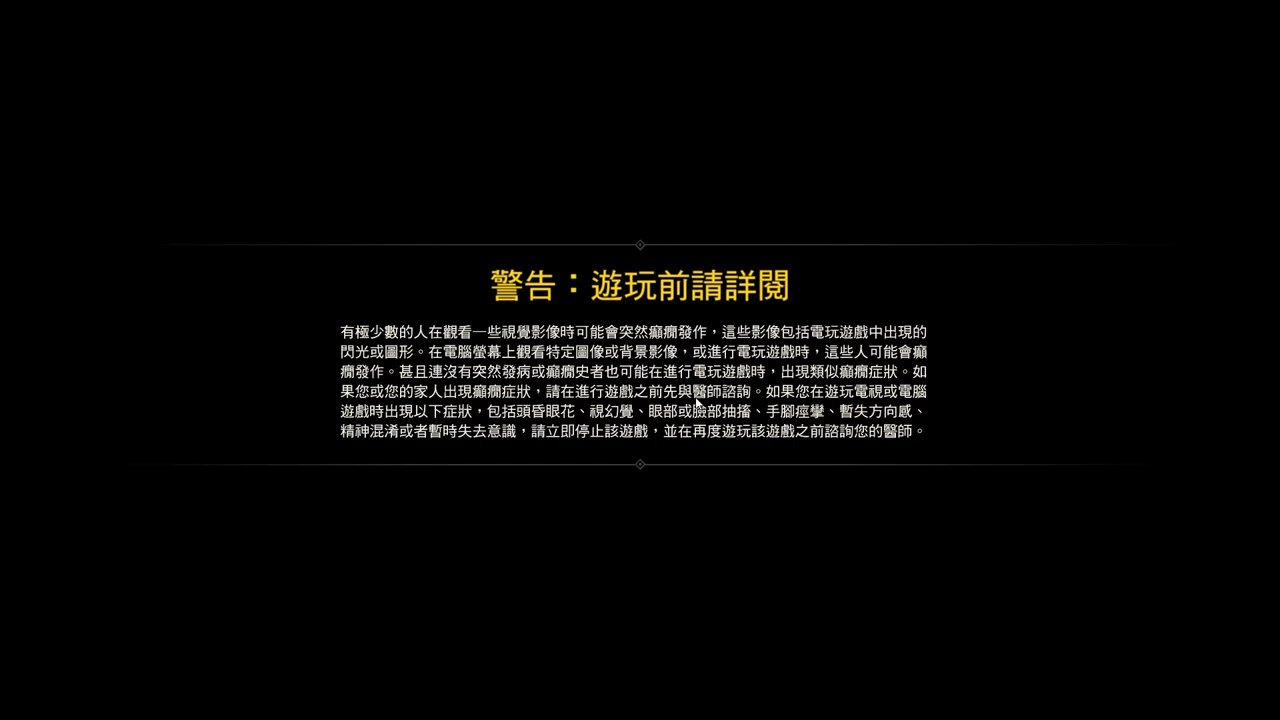 警告：遊玩前請詳閱
有極少數的人在觀看一些視覺影像時可能會突然癲癇發作，這些影像包括電玩遊戲中出現的
閃光或圖形。在電腦螢幕上觀看特定圖像或背景影像，或進行電玩遊戲時，這些人可能會癲
癇發作。甚且連沒有突然發病或癲癇史者也可能在進行電玩遊戲時，出現類似癲癇症狀。如
果您或您的家人出現癲癇症狀，請在進行遊戲之前先與醫師諮詢。如果您在遊玩電視或電腦
遊戲時出現以下症狀，包括頭昏眼花、視幻覺、眼部或臉部抽搐、手腳痙攣、暫失方向感、
精神混淆或者暫時失去意識，請立即停止該遊戲，並在再度遊玩該遊戲之前諮詢您的醫師。